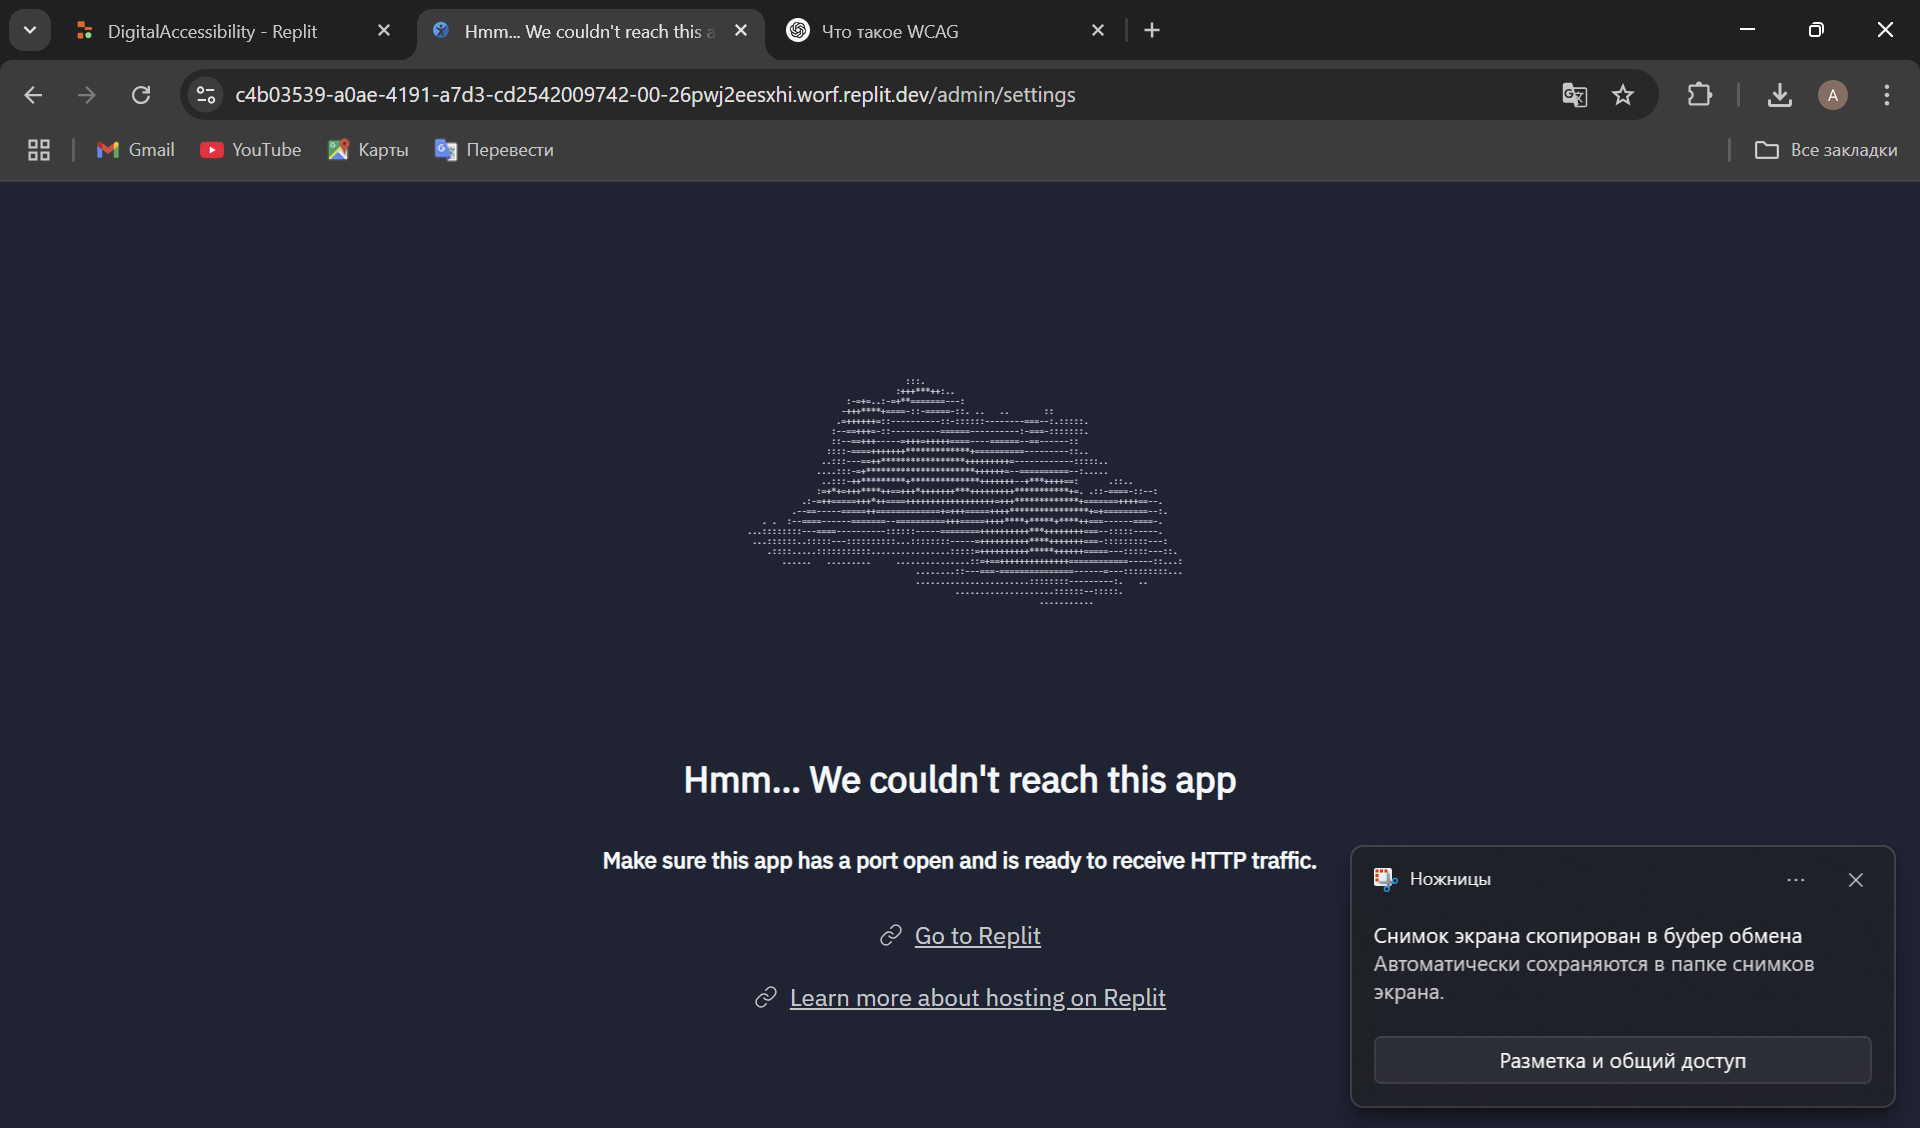 DigitalAccessibility - Replit
Hmm... We couldn't reach this a
Что такое WCAG
c4b03539-a0ae-4191-a7d3-cd2542009742-00-26pwj2eesxhi.worf.replit.dev/admin/settings
A
Gmail
YouTube
Карты
Перевести
Все закладки
Hmm... We couldn't reach this app
Make sure this app has a port open and is ready to receive HTTP traffic.
Go to Replit
Learn more about hosting on Replit
Ножницы
Снимок экрана скопирован в буфер обмена
Автоматически сохраняются в папке снимков
экрана.
Разметка и общий доступ